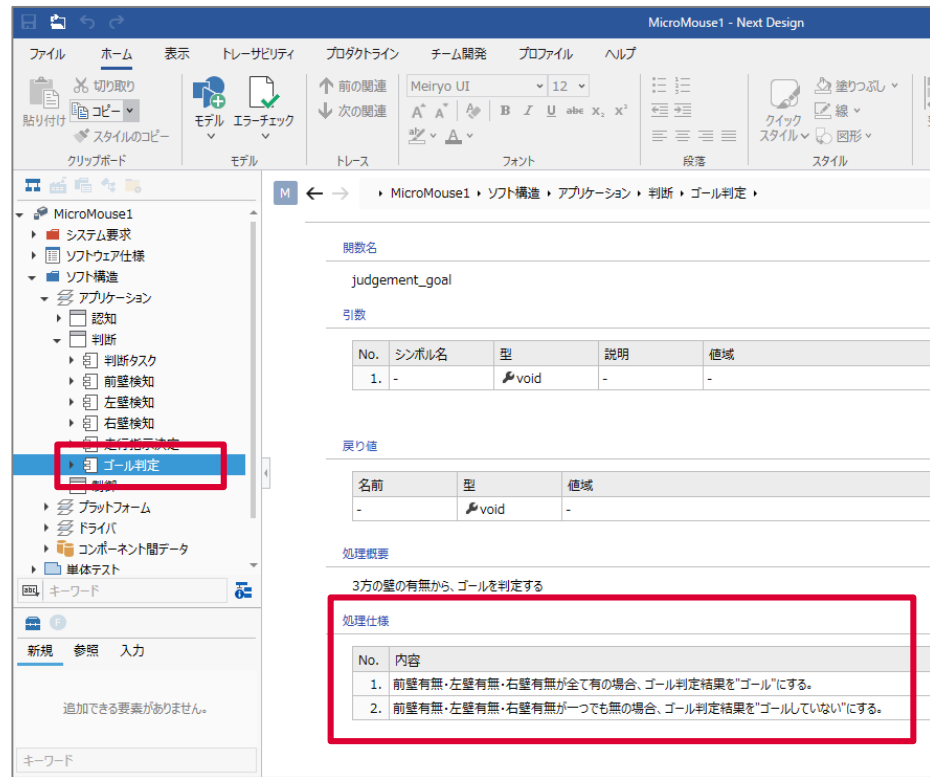 MicroMouse1 - Next Design
ファイル ホーム 表示 トレーサビリティ プロダクトライン チーム開発 プロファイル ヘルプ
貼り付け 切り取り コピー スタイルのコピー
モデル エラーチェック
前の関連
次の関連
Meiryo UI 12
A A B I U abc X₂ X²
A
クイックスタイル 塗りつぶし 線 図形
クリップボード モデル トレース フォント 段落 スタイル
M MicroMouse1 ソフト構造 アプリケーション 判断 ゴール判定
MicroMouse1
システム要求
ソフトウェア仕様
ソフト構造
アプリケーション
認知
判断
判断タスク
前壁検知
左壁検知
右壁検知
走行指示決定
ゴール判定
制御
プラットフォーム
ドライバ
コンポーネント間データ
単体テスト
キーワード
F
新規 参照 入力
追加できる要素がありません。
キーワード
関数名
judgement_goal
引数
No. シンボル名 型 説明 値域
1. - void - -
戻り値
名前 型 値域
- void -
処理概要
3方の壁の有無から、ゴールを判定する
処理仕様
No. 内容
1. 前壁有無・左壁有無・右壁有無が全て有の場合、ゴール判定結果を"ゴール"にする。
2. 前壁有無・左壁有無・右壁有無が一つでも無の場合、ゴール判定結果を"ゴールしていない"にする。